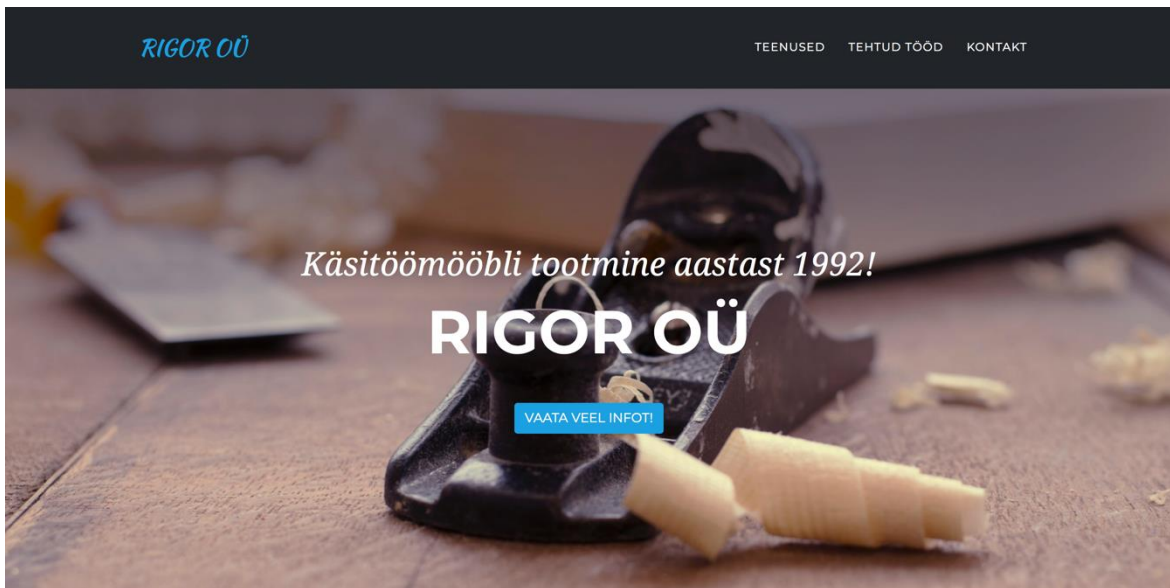 RIGOR OÜ
TEENUSED TEHTUD TÖÖD KONTAKT
Käsitöömööbli tootmine aastast 1992!
RIGOR OÜ
VAATA VEEL INFOT!